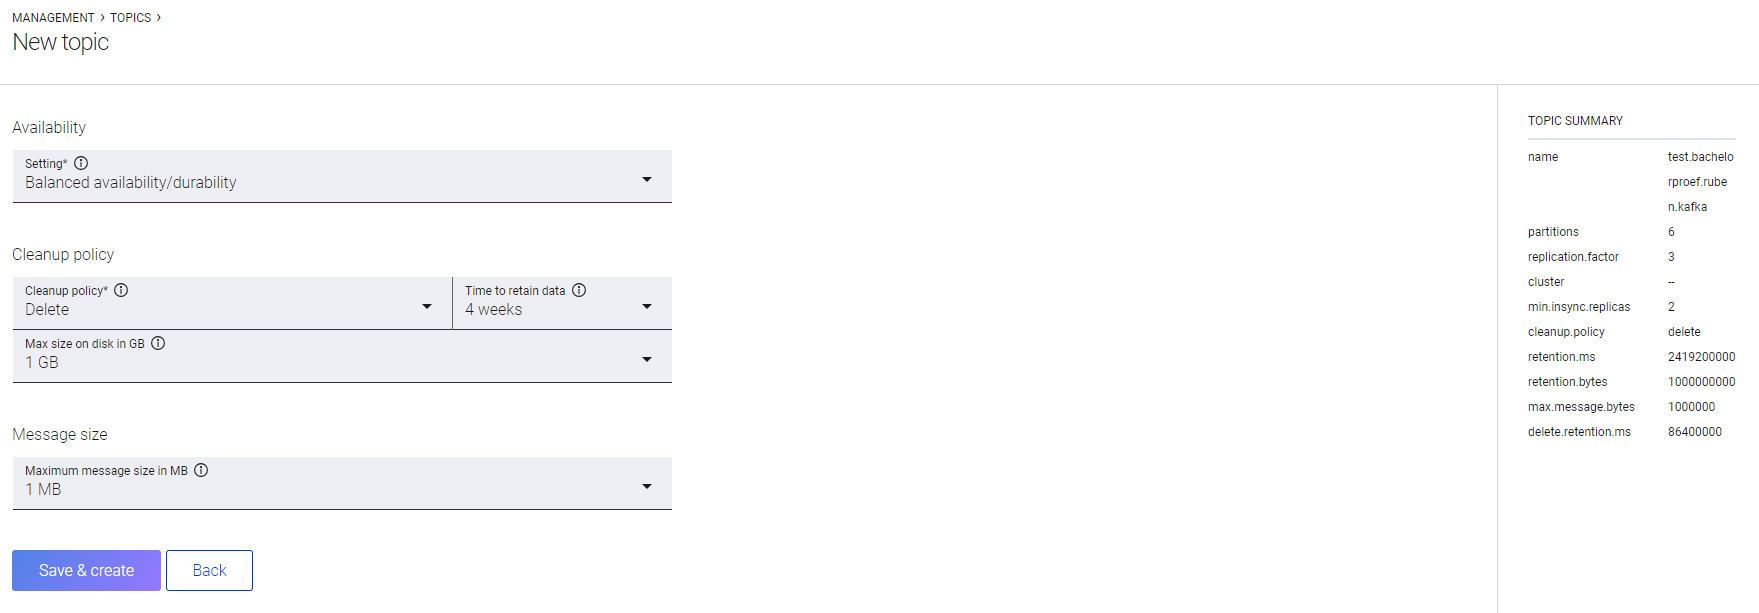 MANAGEMENT › TOPICS ›
New topic
Availability
Setting*
Balanced availability/durability
Cleanup policy
Cleanup policy*
Delete
Time to retain data
4 weeks
Max size on disk in GB
1 GB
Message size
Maximum message size in MB
1 MB
Save & create
Back
TOPIC SUMMARY
name test.bachelo
rproef.rube
n.kafka
partitions 6
replication.factor 3
cluster --
min.insync.replicas 2
cleanup.policy delete
retention.ms 2419200000
retention.bytes 1000000000
max.message.bytes 1000000
delete.retention.ms 86400000